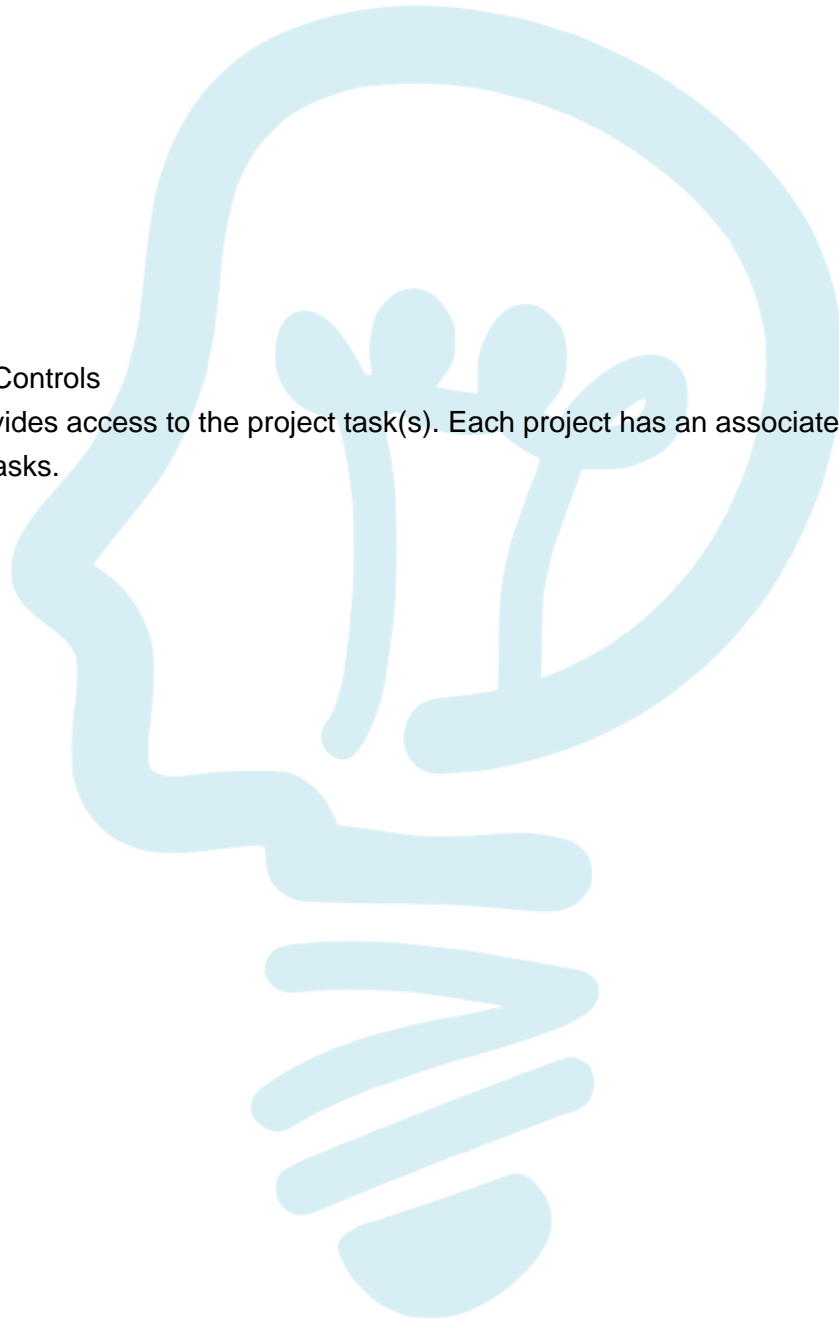 Controls
vides access to the project task(s). Each project has an associate
asks.